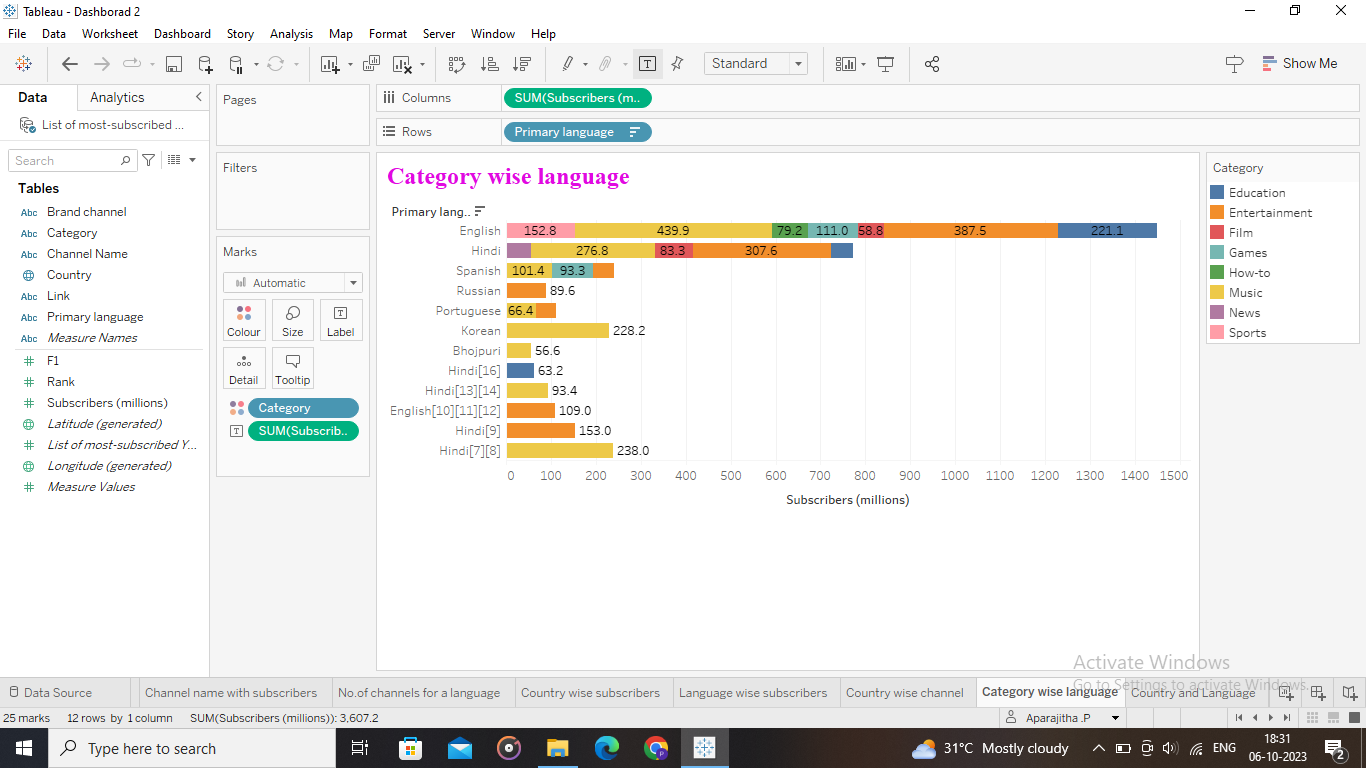 Tableau - Dashborad 2
File Data Worksheet Dashboard Story Analysis Map Format Server Window Help
Standard
Show Me
Data Analytics
List of most-subscribed ...
Search
Tables
Abc Brand channel
Abc Category
Abc Channel Name
Country
Abc Link
Abc Primary language
Abc Measure Names
# F1
# Rank
# Subscribers (millions)
Latitude (generated)
# List of most-subscribed Y...
Longitude (generated)
# Measure Values
Pages
Filters
Marks
Automatic
Colour Size Label
Detail Tooltip
Category
SUM(Subscrib..
Columns SUM(Subscribers (m..
Rows Primary language
Category wise language
Primary lang..
English 152.8 439.9 79.2 111.0 58.8 387.5 221.1
Hindi 276.8 83.3 307.6
Spanish 101.4 93.3
Russian 89.6
Portuguese 66.4
Korean 228.2
Bhojpuri 56.6
Hindi[16] 63.2
Hindi[13][14] 93.4
English[10][11][12] 109.0
Hindi[9] 153.0
Hindi[7][8] 238.0
0 100 200 300 400 500 600 700 800 900 1000 1100 1200 1300 1400 1500
Subscribers (millions)
Category
Education
Entertainment
Film
Games
How-to
Music
News
Sports
Activate Windows
Go to Settings to activate Windows.
Data Source Channel name with subscribers No.of channels for a language Country wise subscribers Language wise subscribers Country wise channel Category wise language Country and Language
25 marks 12 rows by 1 column SUM(Subscribers (millions)): 3,607.2 Aparajitha .P
Type here to search
31°C Mostly cloudy
ENG
18:31
06-10-2023
2